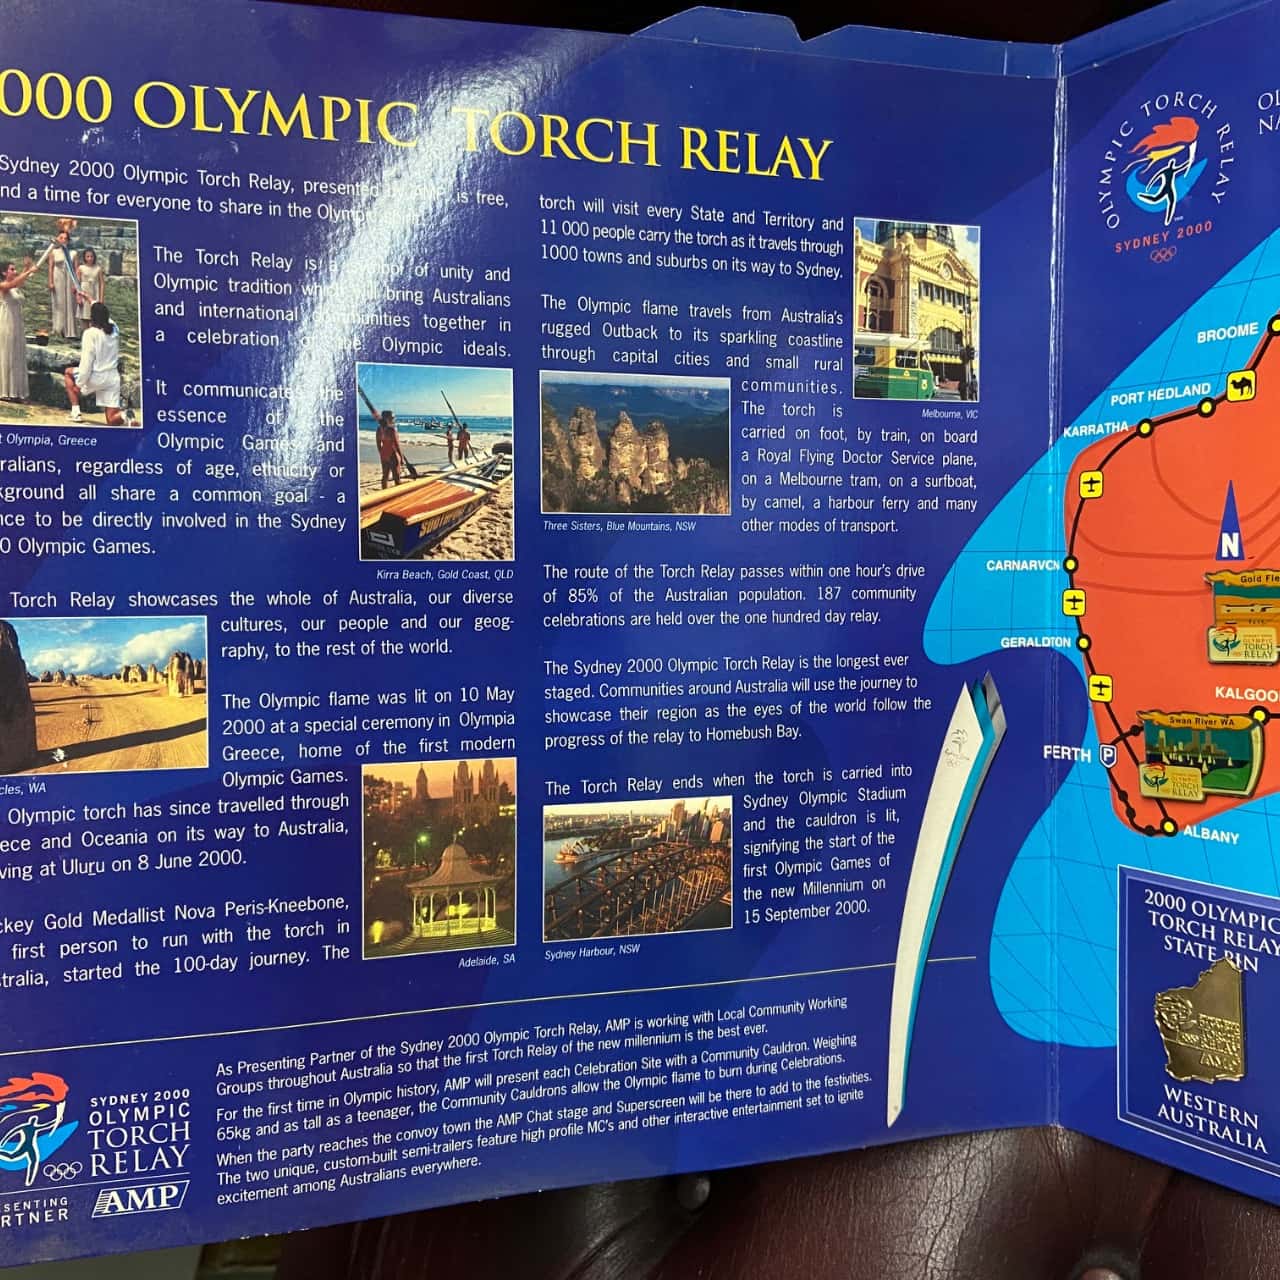 000 OLYMPIC TORCH RELAY
Sydney 2000 Olympic Torch Relay, presented by AMP is free,
nd a time for everyone to share in the Olympic
The Torch Relay is a symbol of unity and
Olympic tradition which will bring Australians
and international communities together in
a celebration of the Olympic ideals.
t Olympia, Greece
It communicates the
essence of the
Olympic Games and
ralians, regardless of age, ethnicity or
kground all share a common goal - a
nce to be directly involved in the Sydney
0 Olympic Games.
Kirra Beach, Gold Coast, QLD
Torch Relay showcases the whole of Australia, our diverse
cultures, our people and our geog-
raphy, to the rest of the world.
The Olympic flame was lit on 10 May
2000 at a special ceremony in Olympia
Greece, home of the first modern
Olympic Games.
cles, WA
Olympic torch has since travelled through
ece and Oceania on its way to Australia,
ving at Uluru on 8 June 2000.
ckey Gold Medallist Nova Peris-Kneebone,
first person to run with the torch in
tralia, started the 100-day journey. The
Adelaide, SA
torch will visit every State and Territory and
11 000 people carry the torch as it travels through
1000 towns and suburbs on its way to Sydney.
The Olympic flame travels from Australia's
rugged Outback to its sparkling coastline
through capital cities and small rural
communities.
Melbourne, VIC
The torch is
carried on foot, by train, on board
a Royal Flying Doctor Service plane,
on a Melbourne tram, on a surfboat,
by camel, a harbour ferry and many
other modes of transport.
Three Sisters, Blue Mountains, NSW
The route of the Torch Relay passes within one hour's drive
of 85% of the Australian population. 187 community
celebrations are held over the one hundred day relay.
The Sydney 2000 Olympic Torch Relay is the longest ever
staged. Communities around Australia will use the journey to
showcase their region as the eyes of the world follow the
progress of the relay to Homebush Bay.
The Torch Relay ends when the torch is carried into
Sydney Olympic Stadium
and the cauldron is lit,
signifying the start of the
first Olympic Games of
the new Millennium on
15 September 2000.
Sydney Harbour, NSW
SYDNEY 2000
OLYMPIC
TORCH
RELAY
SENTING
RTNER
AMP
As Presenting Partner of the Sydney 2000 Olympic Torch Relay, AMP is working with Local Community Working
Groups throughout Australia so that the first Torch Relay of the new millennium is the best ever.
For the first time in Olympic history, AMP will present each Celebration Site with a Community Cauldron. Weighing
65kg and as tall as a teenager, the Community Cauldrons allow the Olympic flame to burn during Celebrations.
When the party reaches the convoy town the AMP Chat stage and Superscreen will be there to add to the festivities.
The two unique, custom-built semi-trailers feature high profile MC's and other interactive entertainment set to ignite
excitement among Australians everywhere.
OLYMPIC TORCH RELAY
SYDNEY 2000
OL
NA
BROOME
PORT HEDLAND
KARRATHA
N
CARNARVON
Gold Fie
OLYMPIC
TORCH
RELAY
GERALDTON
KALGOO
Swan River WA
OLYMPIC
TORCH
RELAY
PERTH
P
ALBANY
2000 OLYMPIC
TORCH RELAY
STATE PIN
WESTERN
AUSTRALIA